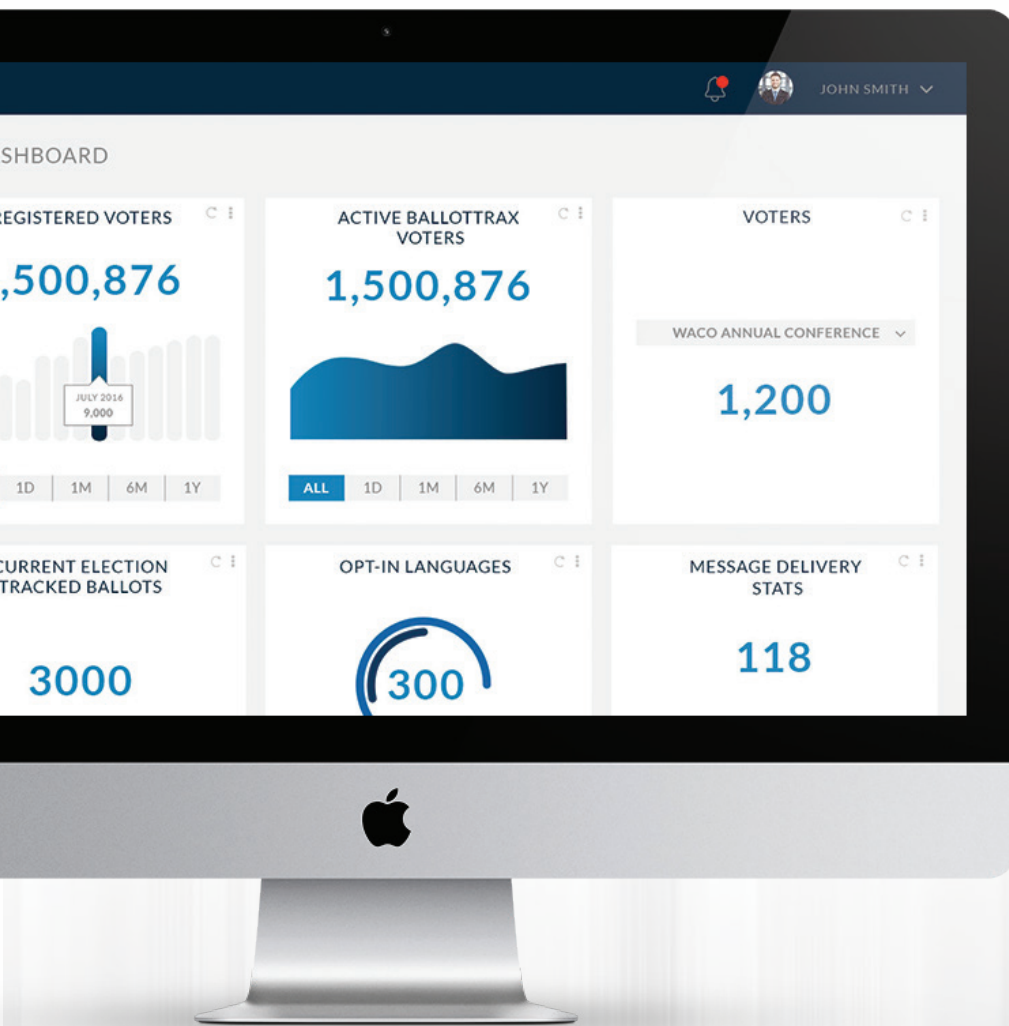 JOHN SMITH
SHBOARD
REGISTERED VOTERS
,500,876
JULY 2016
9,000
1D 1M 6M 1Y
ACTIVE BALLOTTRAX
VOTERS
1,500,876
ALL 1D 1M 6M 1Y
VOTERS
WACO ANNUAL CONFERENCE
1,200
CURRENT ELECTION
TRACKED BALLOTS
3000
OPT-IN LANGUAGES
300
MESSAGE DELIVERY
STATS
118